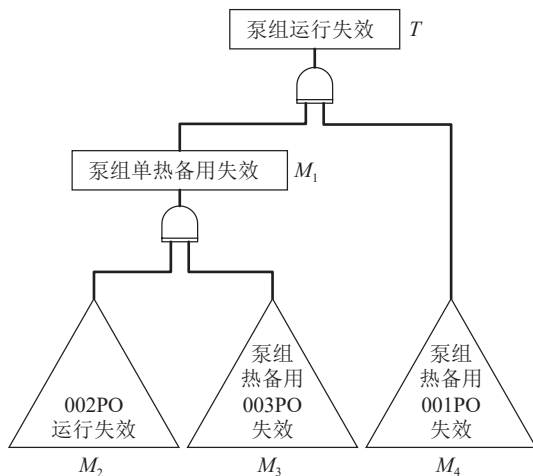 泵组运行失效
T
泵组单热备用失效
M₁
002PO
运行失效
泵组
热备用
003PO
失效
泵组
热备用
001PO
失效
M₂
M₃
M₄